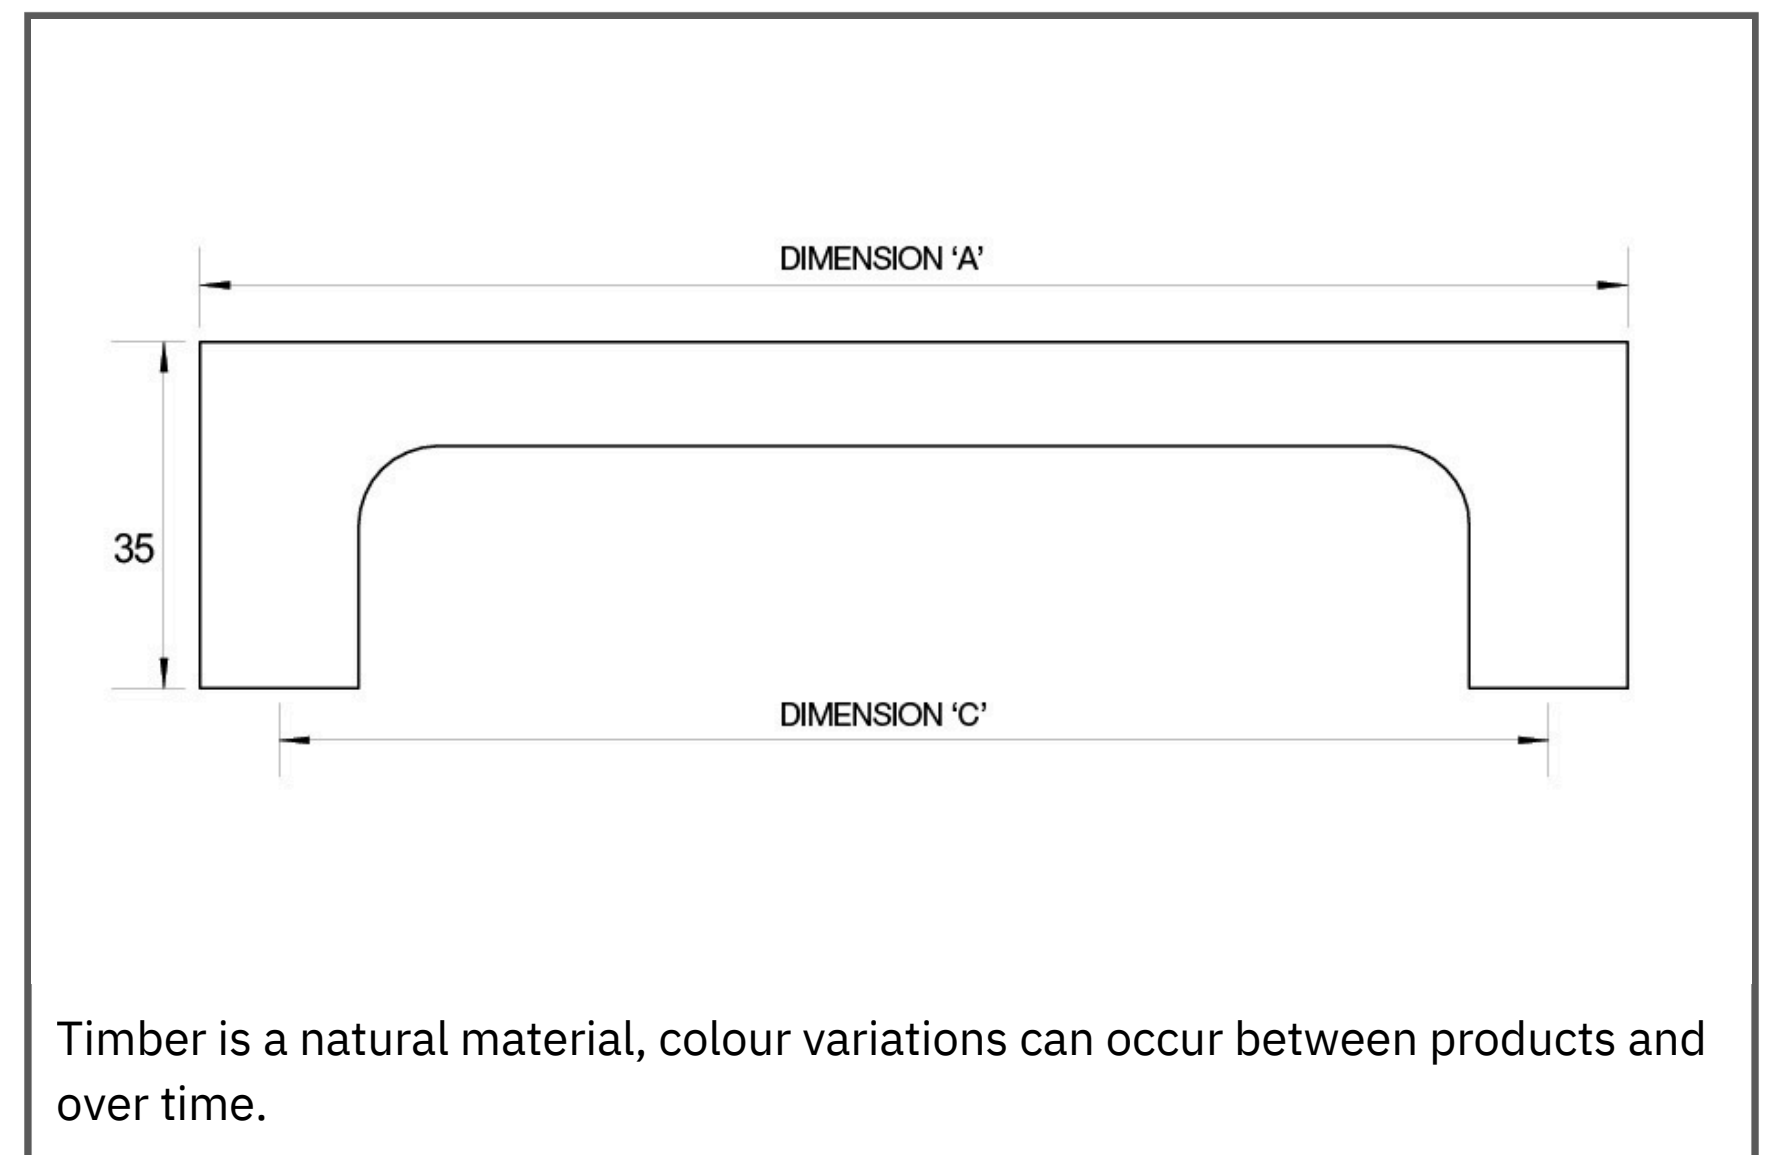 DIMENSION ‘A’
35
DIMENSION ‘C’
Timber is a natural material, colour variations can occur between products and
over time.